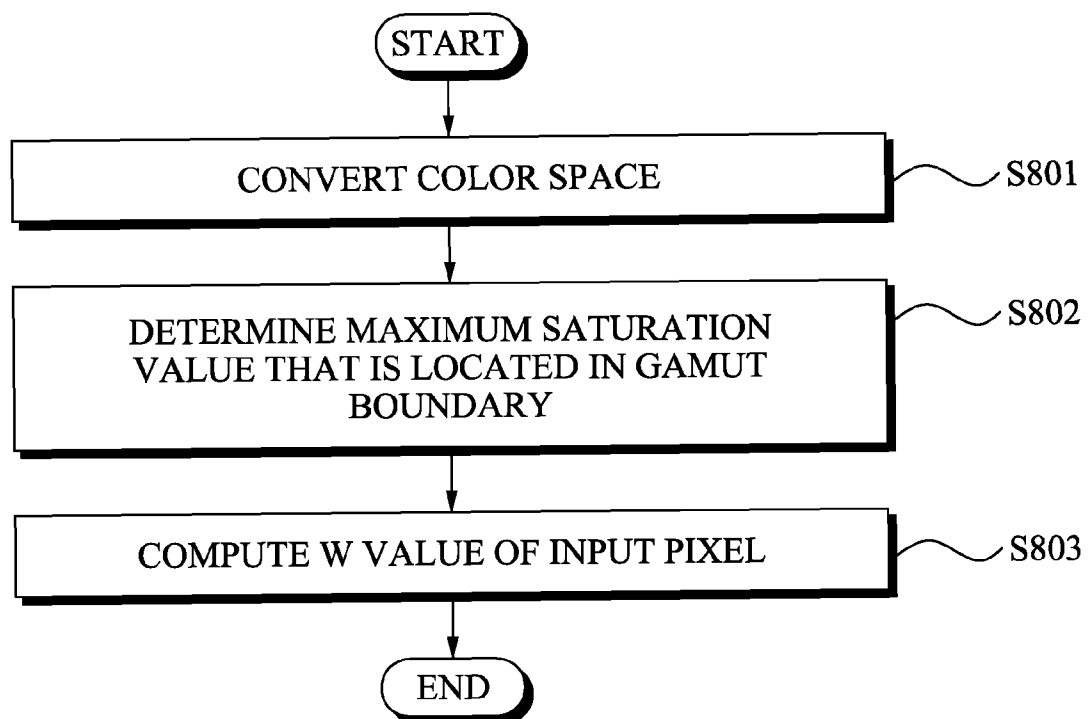 START
CONVERT COLOR SPACE
S801
DETERMINE MAXIMUM SATURATION
VALUE THAT IS LOCATED IN GAMUT
BOUNDARY
S802
COMPUTE W VALUE OF INPUT PIXEL
S803
END